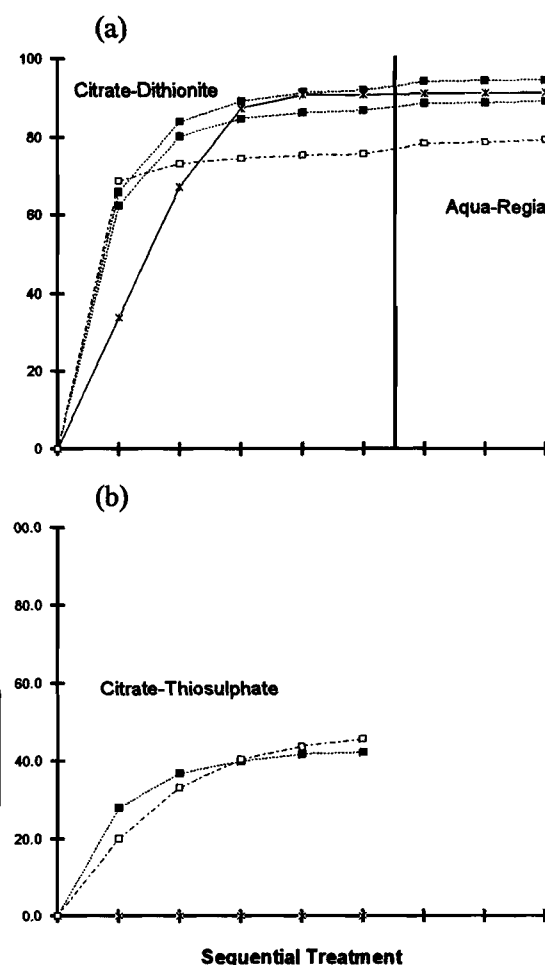 (a)
100
Citrate-Dithionite
80
60
Aqua-Regia
40
20
0
(b)
00.0
80.0
60.0
Citrate-Thiosulphate
40.0
20.0
0.0
Sequential Treatment